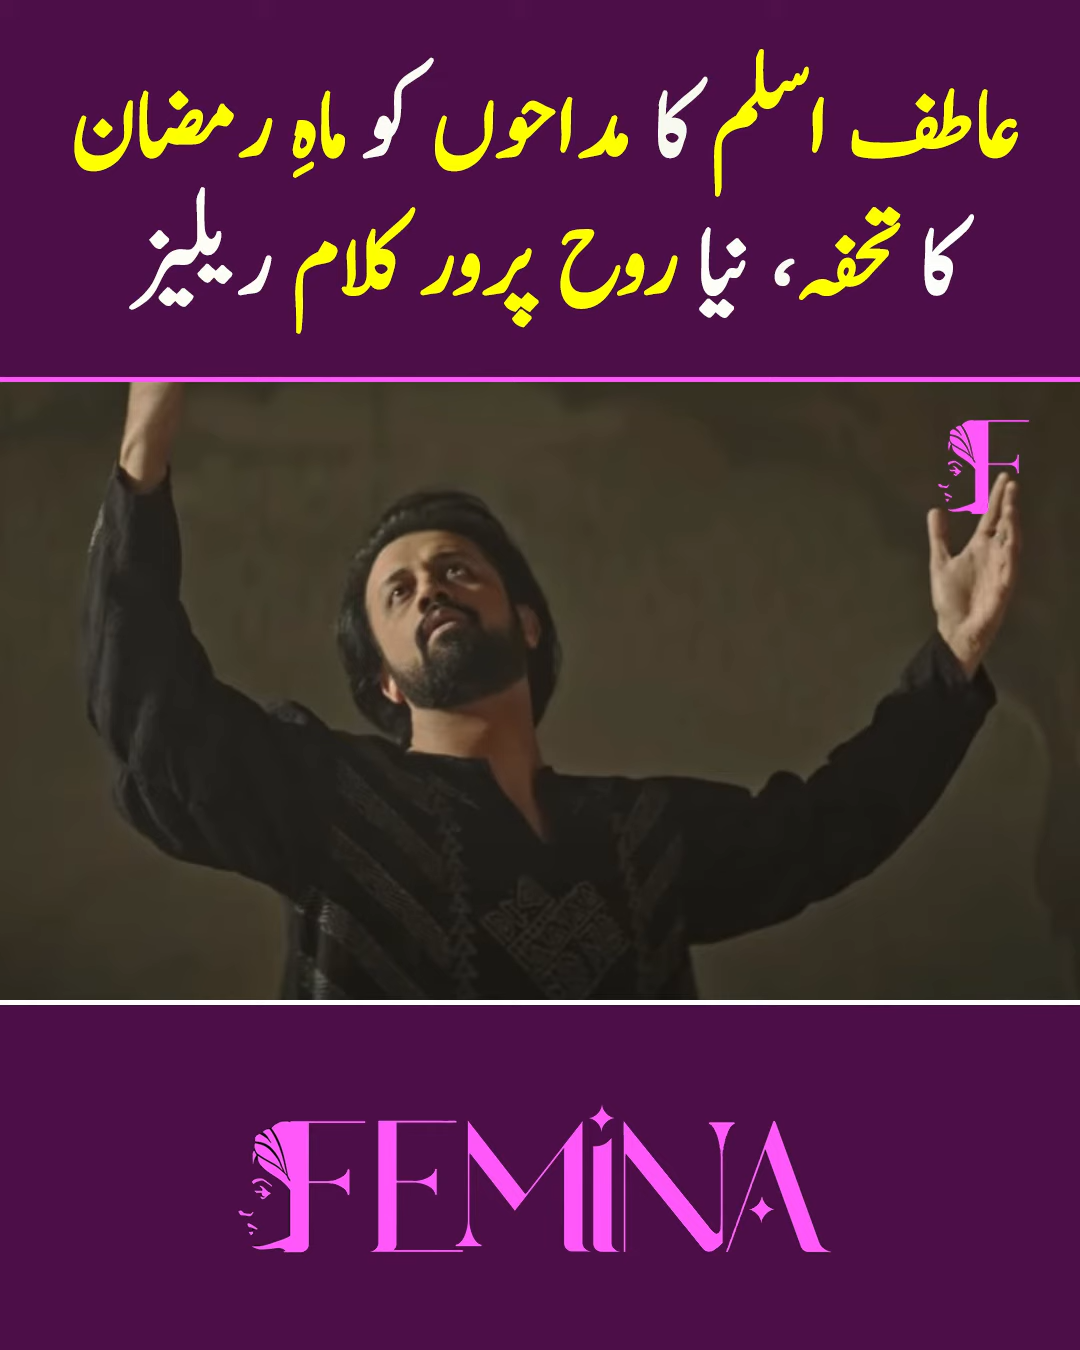 عاطف اسلم کا مداحوں کو ماہِ رمضان
کا تحفہ، نیا روح پرور کلام ریلیز
F
FEMiNA